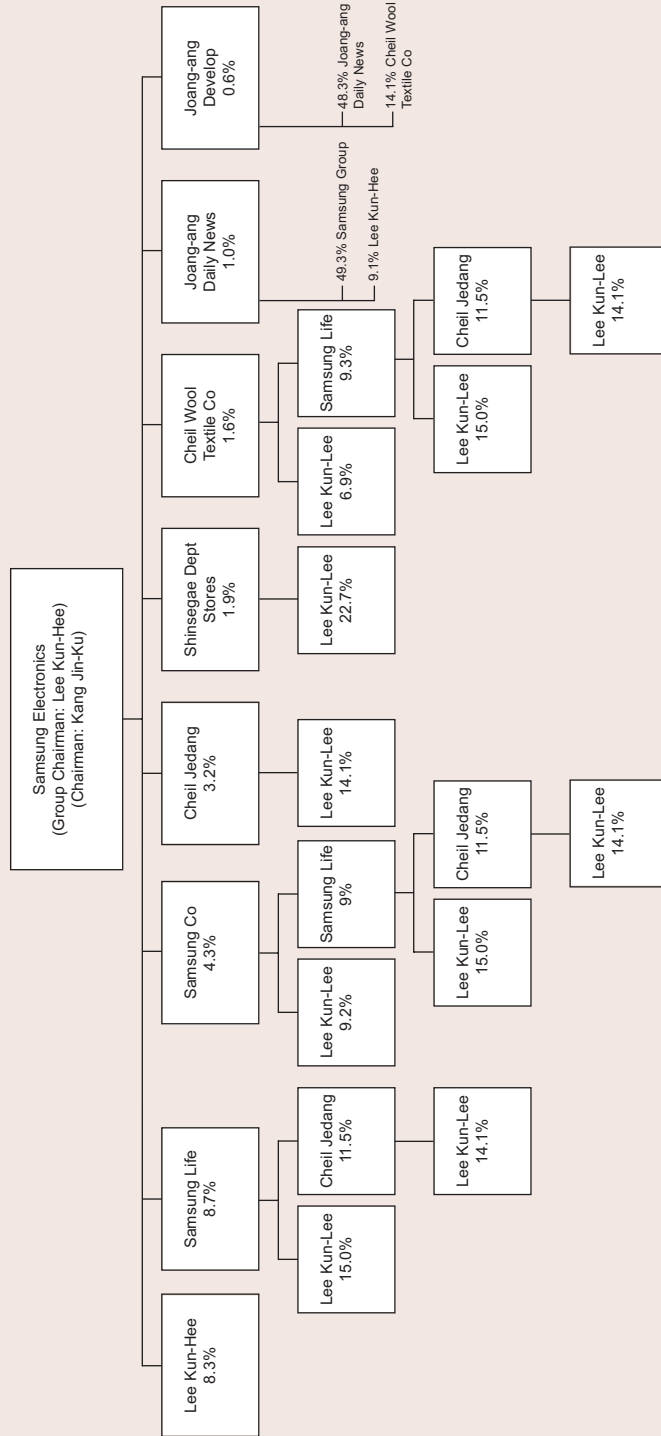 Samsung Electronics
(Group Chairman: Lee Kun-Hee)
(Chairman: Kang Jin-Ku)
Lee Kun-Hee
8.3%
Samsung Life
8.7%
Samsung Co
4.3%
Cheil Jedang
3.2%
Shinsegae Dept
Stores
1.9%
Cheil Wool
Textile Co
1.6%
Joang-ang
Daily News
1.0%
Joang-ang
Develop
0.6%
Lee Kun-Lee
15.0%
Cheil Jedang
11.5%
Lee Kun-Lee
9.2%
Samsung Life
9%
Lee Kun-Lee
14.1%
Lee Kun-Lee
22.7%
Lee Kun-Lee
6.9%
Samsung Life
9.3%
49.3% Samsung Group
9.1% Lee Kun-Hee
48.3% Joang-ang
Daily News
14.1% Cheil Wool
Textile Co
Lee Kun-Lee
14.1%
Lee Kun-Lee
15.0%
Cheil Jedang
11.5%
Lee Kun-Lee
15.0%
Cheil Jedang
11.5%
Lee Kun-Lee
14.1%
Lee Kun-Lee
14.1%